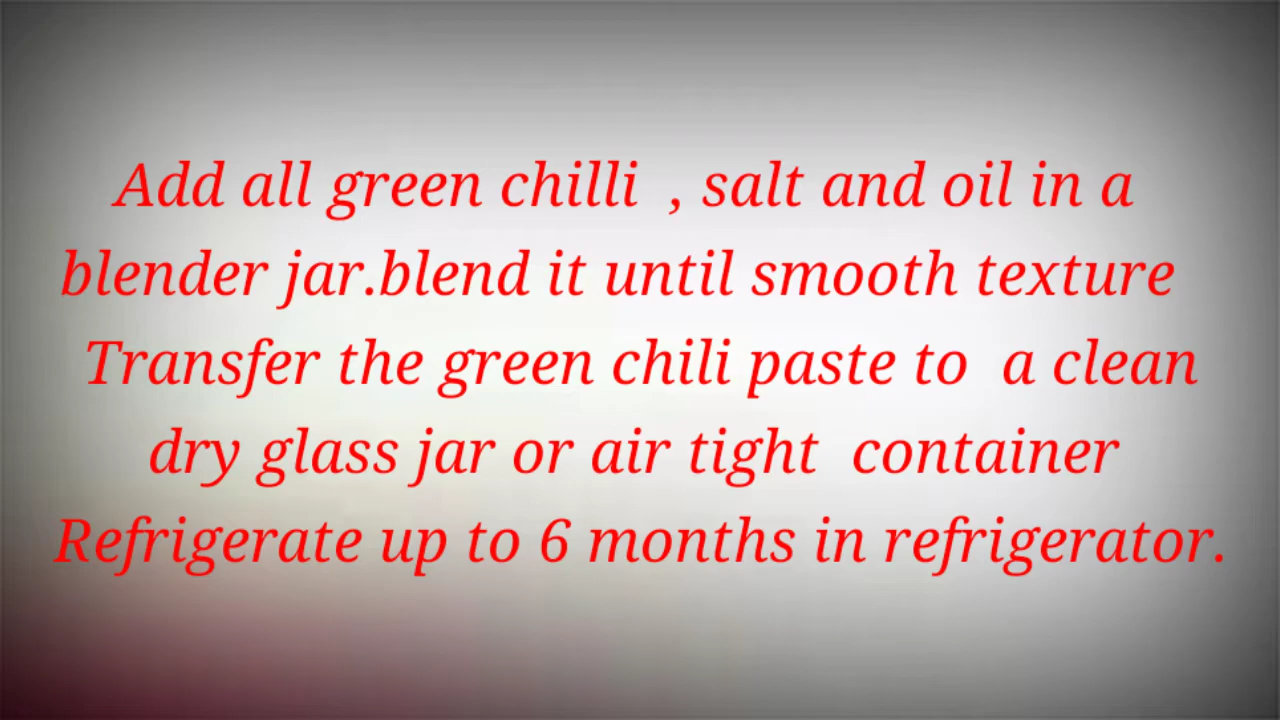 Add all green chilli , salt and oil in a
blender jar.blend it until smooth texture
Transfer the green chili paste to a clean
dry glass jar or air tight container
Refrigerate up to 6 months in refrigerator.